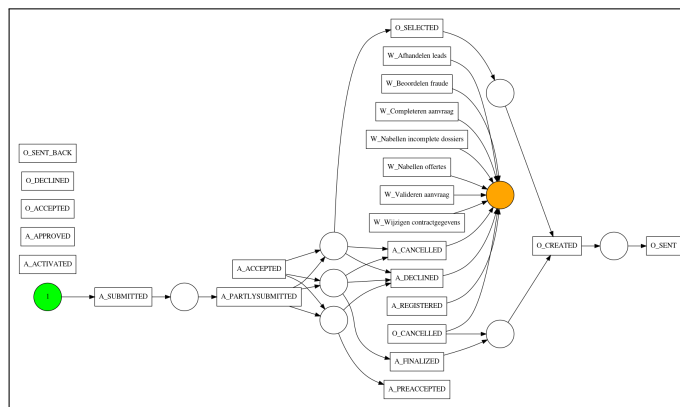 O_SELECTED
W_Afhandelen leads
W_Beoordelen fraude
W_Completeren aanvraag
W_Nabellen incomplete dossiers
W_Nabellen offertes
W_Valideren aanvraag
W_Wijzigen contractgegevens
O_SENT_BACK
O_DECLINED
O_ACCEPTED
A_APPROVED
A_ACTIVATED
1
A_SUBMITTED
A_PARTLYSUBMITTED
A_ACCEPTED
A_CANCELLED
A_DECLINED
A_REGISTERED
O_CANCELLED
A_FINALIZED
A_PREACCEPTED
O_CREATED
O_SENT